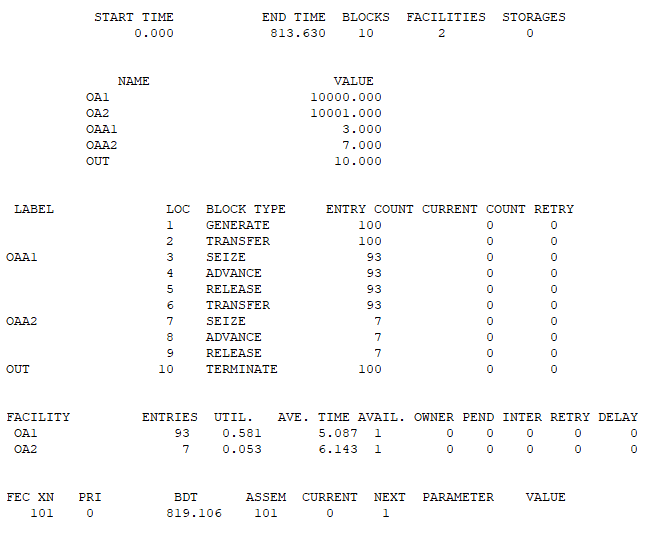 START TIME END TIME BLOCKS FACILITIES STORAGES
0.000 813.630 10 2 0
NAME VALUE
OA1 10000.000
OA2 10001.000
OAA1 3.000
OAA2 7.000
OUT 10.000
LABEL LOC BLOCK TYPE ENTRY COUNT CURRENT COUNT RETRY
1 GENERATE 100 0 0
2 TRANSFER 100 0 0
OAA1 3 SEIZE 93 0 0
4 ADVANCE 93 0 0
5 RELEASE 93 0 0
6 TRANSFER 93 0 0
OAA2 7 SEIZE 7 0 0
8 ADVANCE 7 0 0
9 RELEASE 7 0 0
OUT 10 TERMINATE 100 0 0
FACILITY ENTRIES UTIL. AVE. TIME AVAIL. OWNER PEND INTER RETRY DELAY
OA1 93 0.581 5.087 1 0 0 0 0 0
OA2 7 0.053 6.143 1 0 0 0 0 0
FEC XN PRI BDT ASSEM CURRENT NEXT PARAMETER VALUE
101 0 819.106 101 0 1